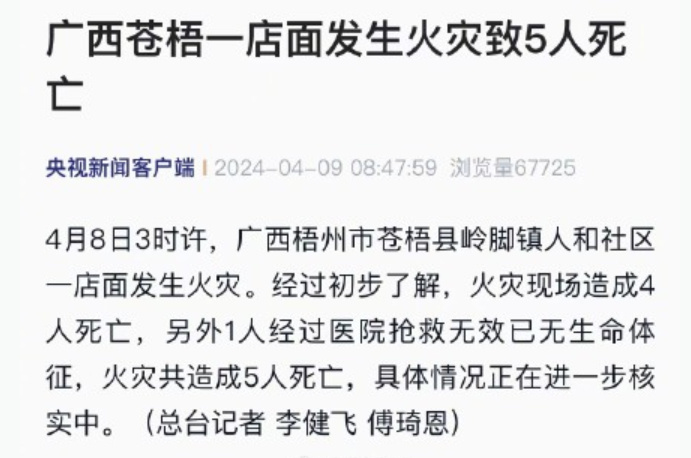 广西苍梧一店面发生火灾致5人死
亡
央视新闻客户端 | 2024-04-09 08:47:59 浏览量67725
4月8日3时许，广西梧州市苍梧县岭脚镇人和社区
一店面发生火灾。经过初步了解，火灾现场造成4
人死亡，另外1人经过医院抢救无效已无生命体
征，火灾共造成5人死亡，具体情况正在进一步核
实中。（总台记者 李健飞 傅琦恩）